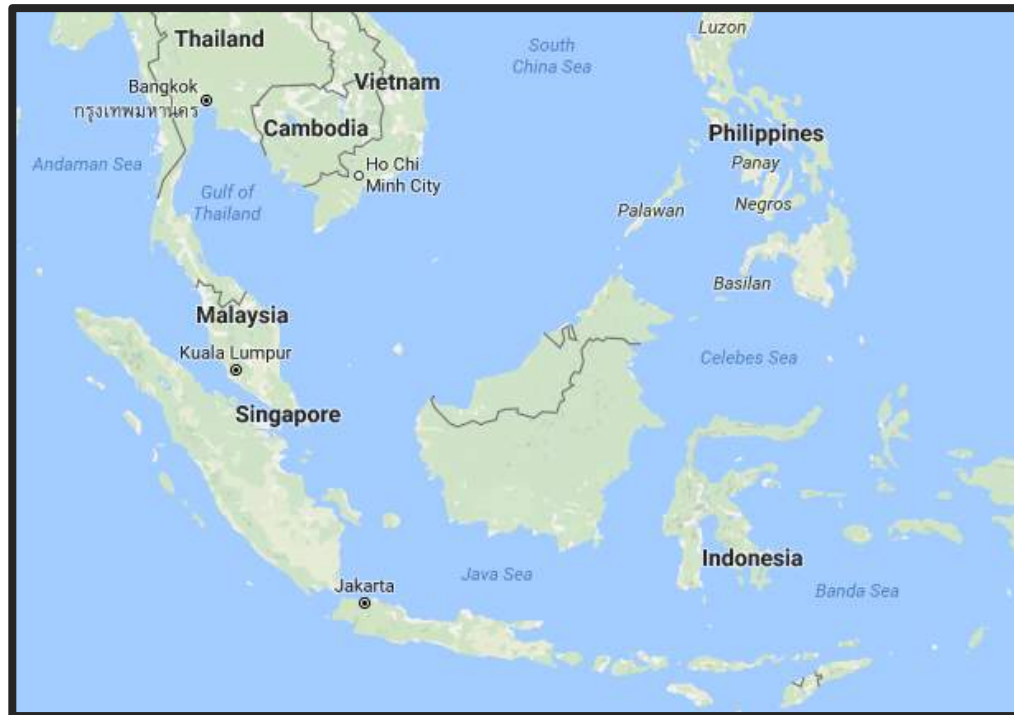 Thailand
Bangkok
กรุงเทพมหานคร
Vietnam
Cambodia
Ho Chi
Minh City
South
China Sea
Luzon
Philippines
Panay
Negros
Palawan
Basilan
Andaman Sea
Gulf of
Thailand
Malaysia
Kuala Lumpur
Singapore
Celebes Sea
Indonesia
Java Sea
Jakarta
Banda Sea